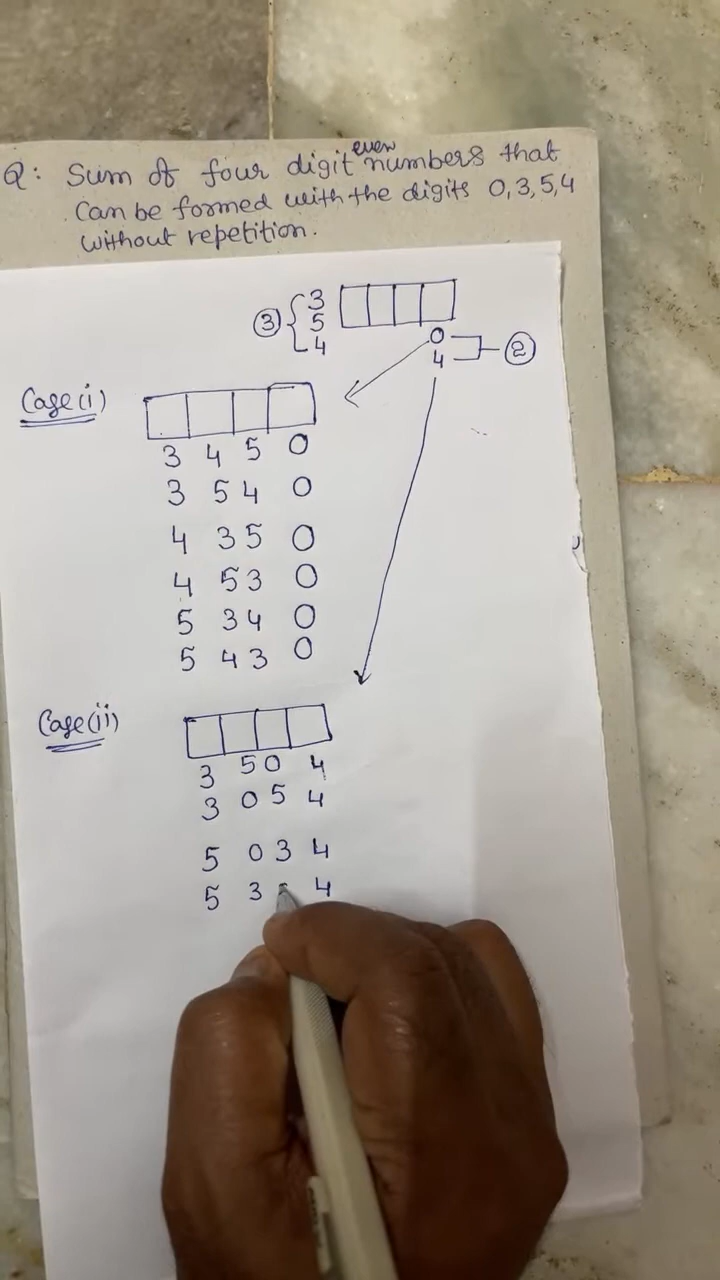 Q: Sum of four digit even numbers that
can be formed with the digits 0,3,5,4
without repetition.
③ { 3
5
4
0
4 ] - ②
Case(i)
3 4 5 0
3 5 4 0
4 3 5 0
4 5 3 0
5 3 4 0
5 4 3 0
Case(ii)
3 5 0 4
3 0 5 4
5 0 3 4
5 3 4